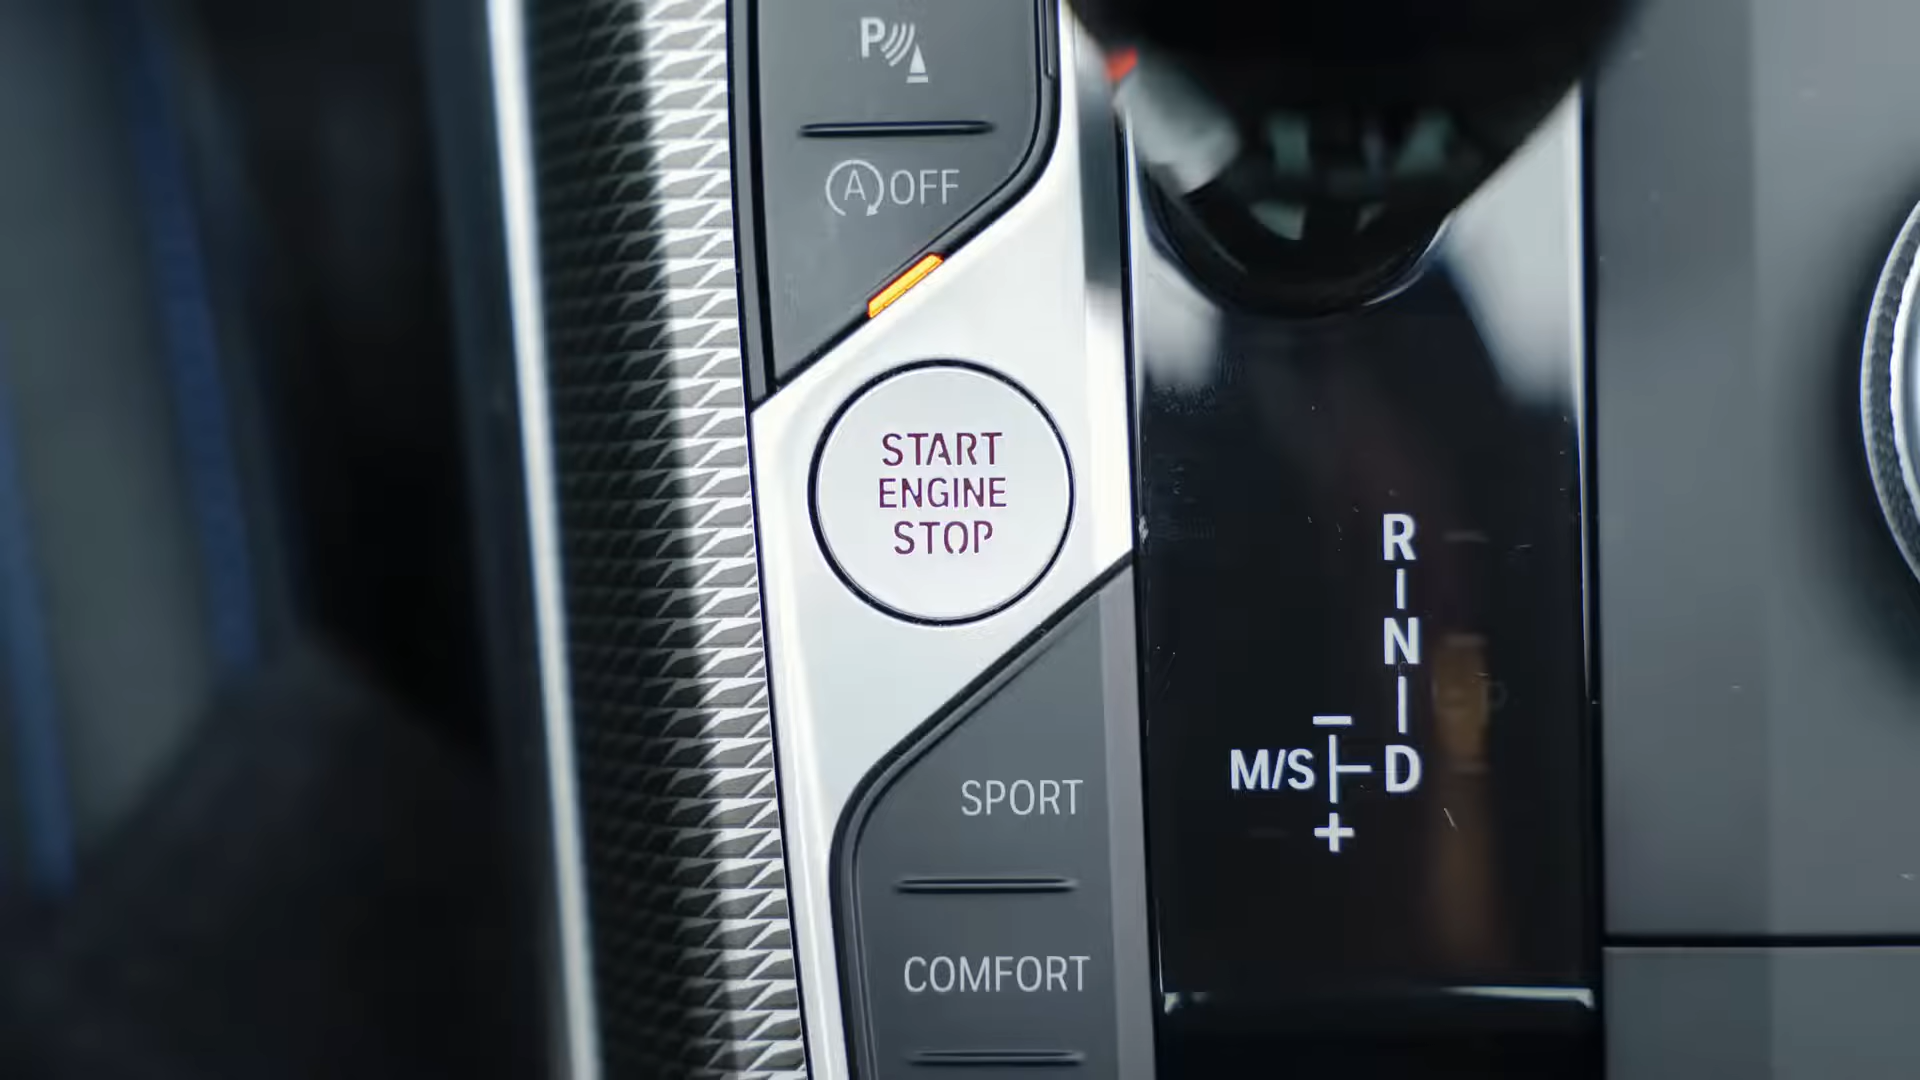 P
A OFF
START
ENGINE
STOP
R
N
M/S D
SPORT
COMFORT